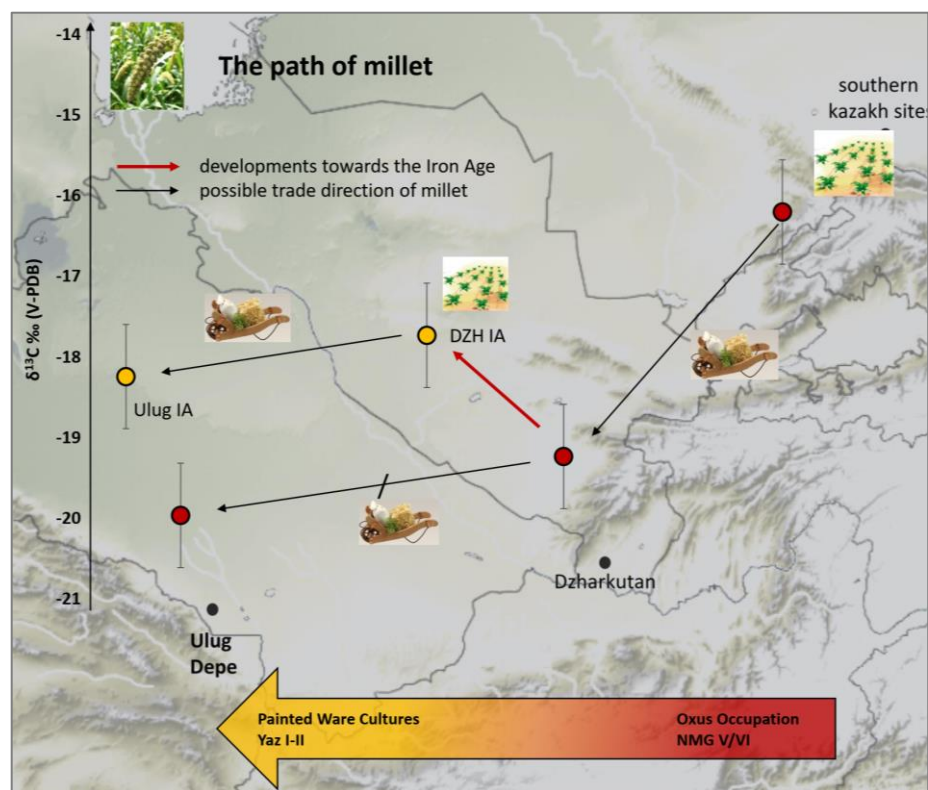 The path of millet
-14
-15
-16
-17
-18
-19
-20
-21
δ¹³C ‰ (V-PDB)
developments towards the Iron Age
possible trade direction of millet
southern
kazakh sites
DZH IA
Ulug IA
Dzharkutan
Ulug
Depe
Painted Ware Cultures
Yaz I-II
Oxus Occupation
NMG V/VI